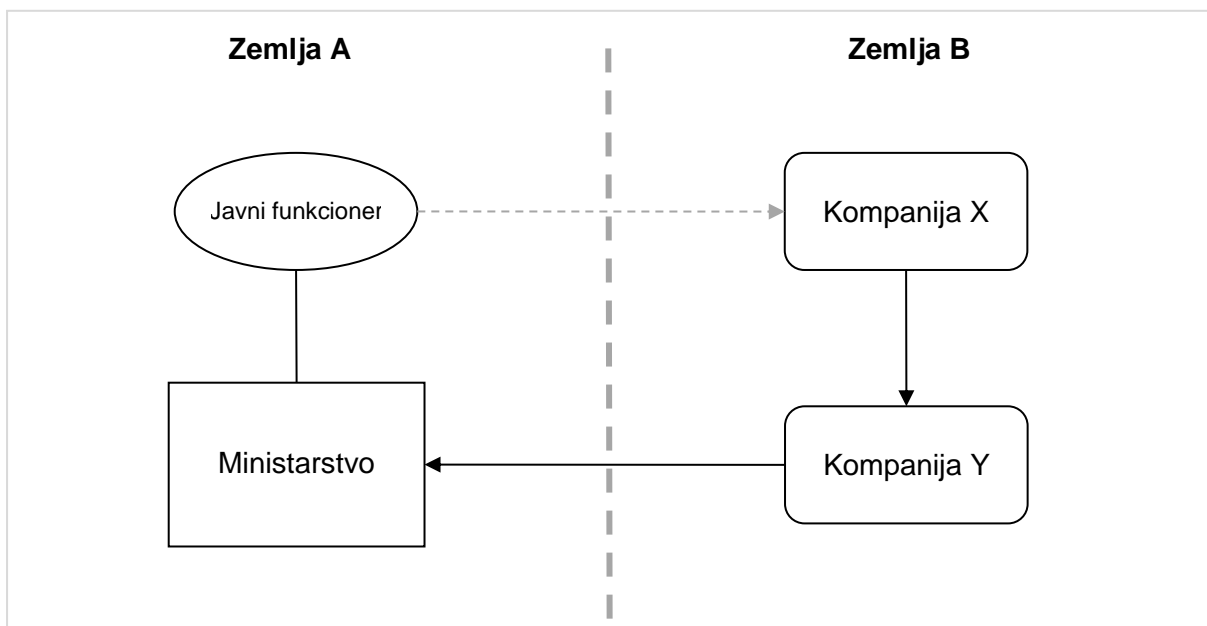 Zemlja A
Zemlja B
Javni funkcioner
Kompanija X
Ministarstvo
Kompanija Y